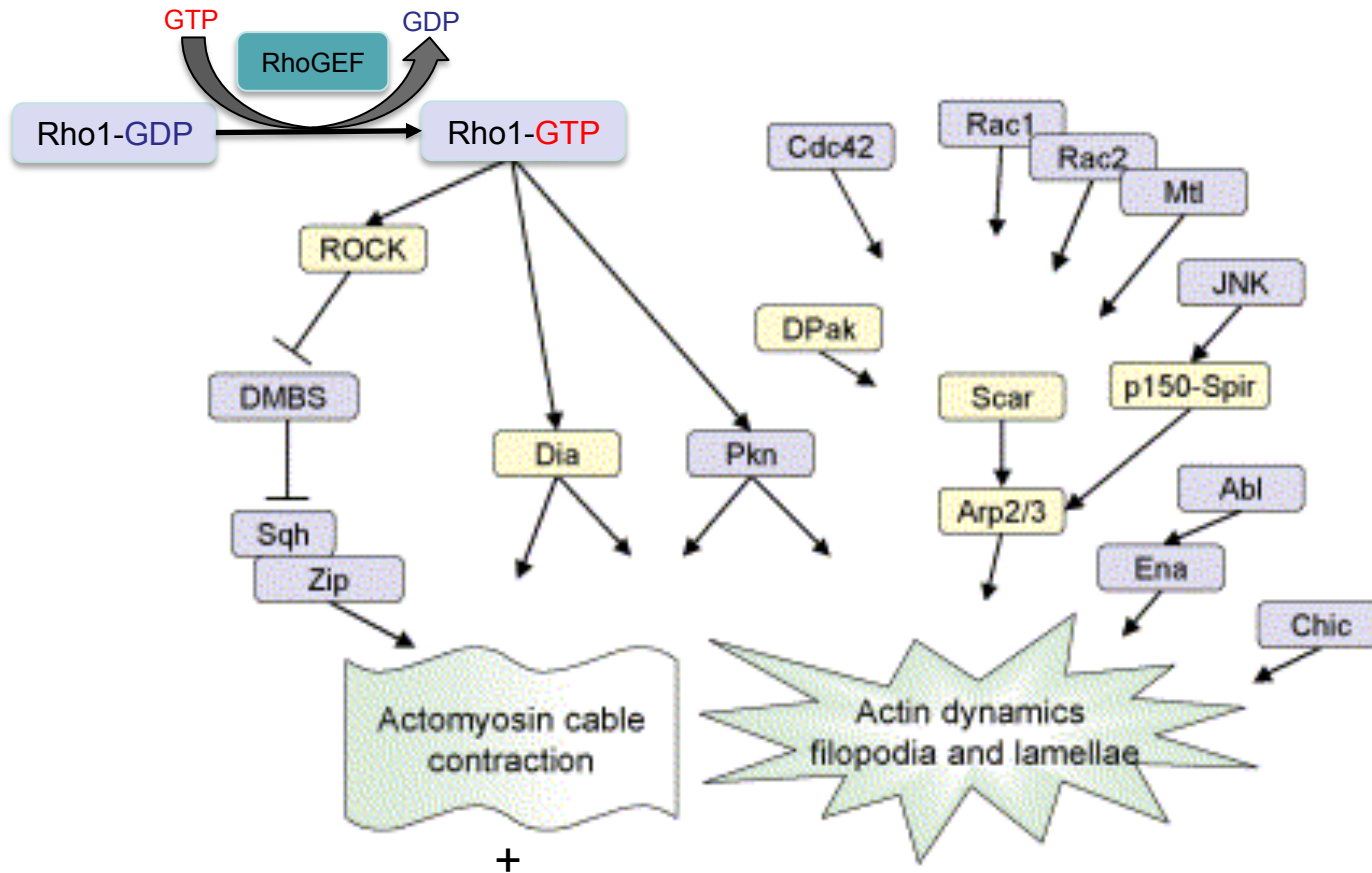 GTP
GDP
RhoGEF
Rho1-GDP
Rho1-GTP
Cdc42
Rac1
Rac2
Mtl
ROCK
JNK
DPak
DMBS
Scar
p150-Spir
Dia
Pkn
Abl
Arp2/3
Sqh
Zip
Ena
Chic
Actomyosin cable
contraction
Actin dynamics
filopodia and lamellae
+